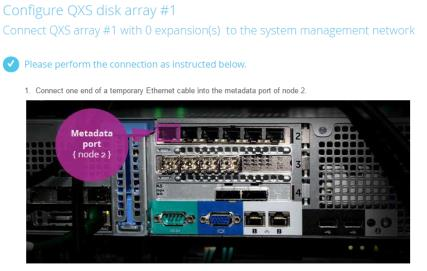 Configure QXS disk array #1
Connect QXS array #1 with 0 expansion(s) to the system management network
Please perform the connection as instructed below.
1. Connect one end of a temporary Ethernet cable into the metadata port of node 2.
Metadata
port
{ node 2 }
2
3
4
1
2